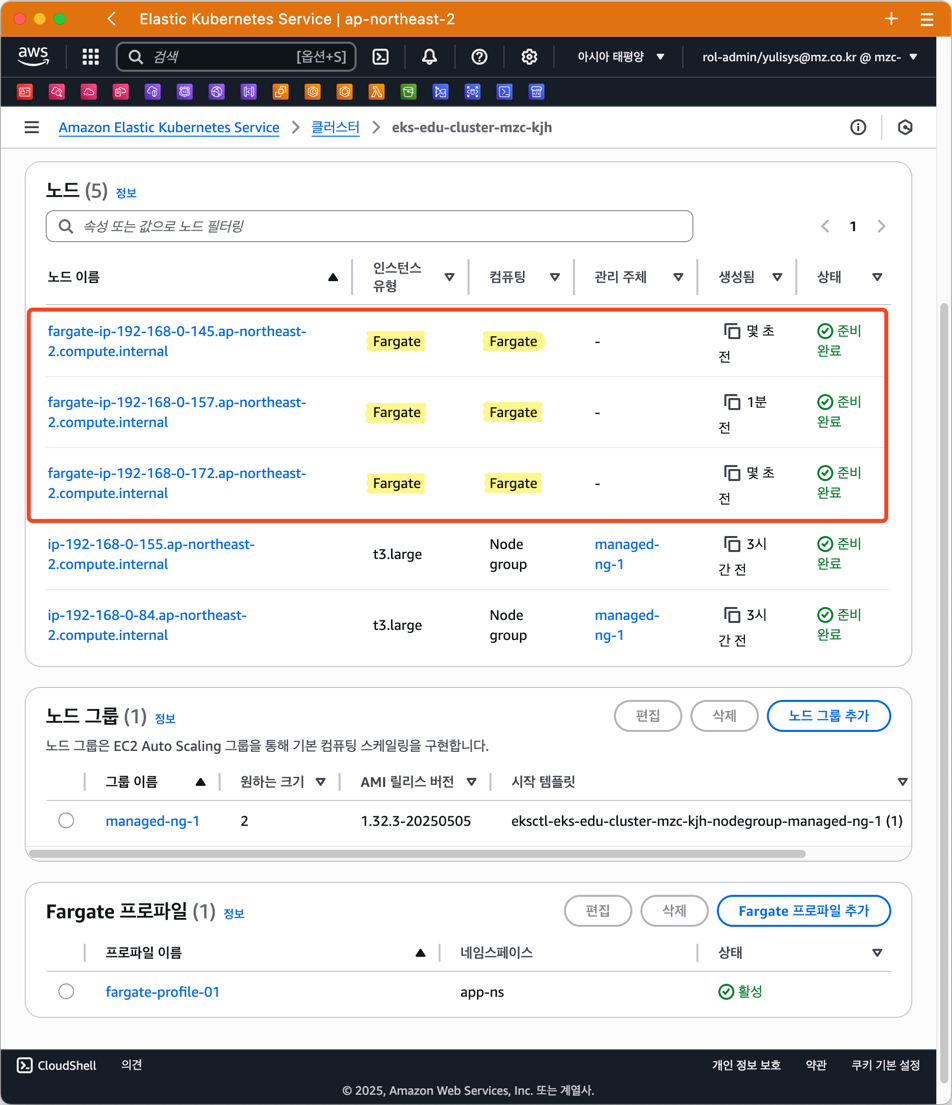 Elastic Kubernetes Service | ap-northeast-2
aws
검색 [옵션+S]
아시아 태평양
rol-admin/yulisys@mz.co.kr @ mzc-
Amazon Elastic Kubernetes Service
클러스터
eks-edu-cluster-mzc-kjh
노드 (5) 정보
속성 또는 값으로 노드 필터링
1
노드 이름
인스턴스
유형
컴퓨팅
관리 주체
생성됨
상태
fargate-ip-192-168-0-145.ap-northeast-
2.compute.internal
Fargate
Fargate
-
몇 초
전
준비
완료
fargate-ip-192-168-0-157.ap-northeast-
2.compute.internal
Fargate
Fargate
-
1분
전
준비
완료
fargate-ip-192-168-0-172.ap-northeast-
2.compute.internal
Fargate
Fargate
-
몇 초
전
준비
완료
ip-192-168-0-155.ap-northeast-
2.compute.internal
t3.large
Node
group
managed-
ng-1
3시
간 전
준비
완료
ip-192-168-0-84.ap-northeast-
2.compute.internal
t3.large
Node
group
managed-
ng-1
3시
간 전
준비
완료
노드 그룹 (1) 정보
편집
삭제
노드 그룹 추가
노드 그룹은 EC2 Auto Scaling 그룹을 통해 기본 컴퓨팅 스케일링을 구현합니다.
그룹 이름
원하는 크기
AMI 릴리스 버전
시작 템플릿
managed-ng-1
2
1.32.3-20250505
eksctl-eks-edu-cluster-mzc-kjh-nodegroup-managed-ng-1 (1)
Fargate 프로파일 (1) 정보
편집
삭제
Fargate 프로파일 추가
프로파일 이름
네임스페이스
상태
fargate-profile-01
app-ns
활성
CloudShell
의견
개인 정보 보호
약관
쿠키 기본 설정
© 2025, Amazon Web Services, Inc. 또는 계열사.